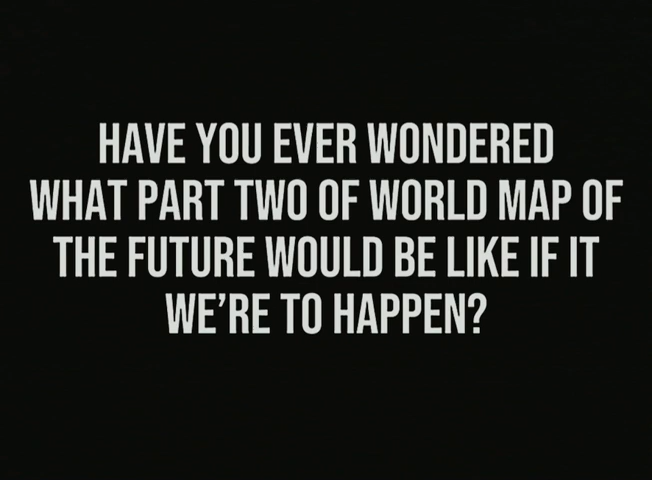 HAVE YOU EVER WONDERED
WHAT PART TWO OF WORLD MAP OF
THE FUTURE WOULD BE LIKE IF IT
WE'RE TO HAPPEN?